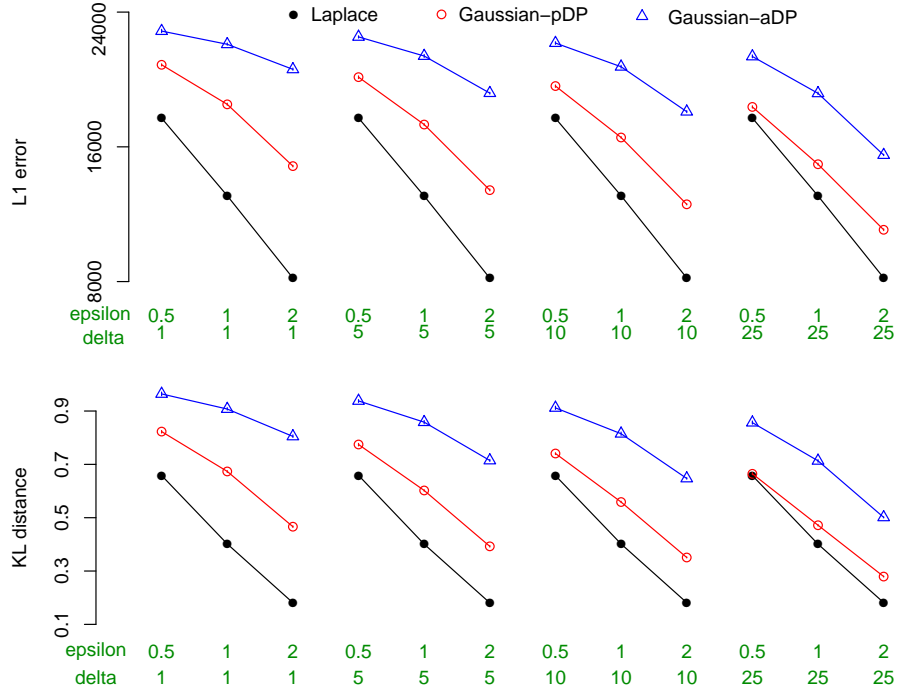 Laplace Gaussian−pDP Gaussian−aDP
L1 error
24000
16000
8000
epsilon 0.5 1 2 0.5 1 2 0.5 1 2 0.5 1 2
delta 1 1 1 5 5 5 10 10 10 25 25 25
KL distance
0.9
0.7
0.5
0.3
0.1
epsilon 0.5 1 2 0.5 1 2 0.5 1 2 0.5 1 2
delta 1 1 1 5 5 5 10 10 10 25 25 25